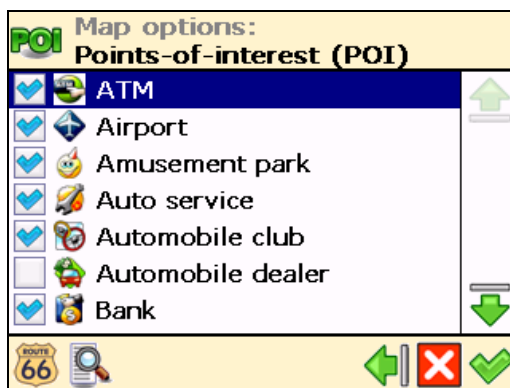 POI Map options:
Points-of-interest (POI)
ATM
Airport
Amusement park
Auto service
Automobile club
Automobile dealer
Bank
ROUTE
66